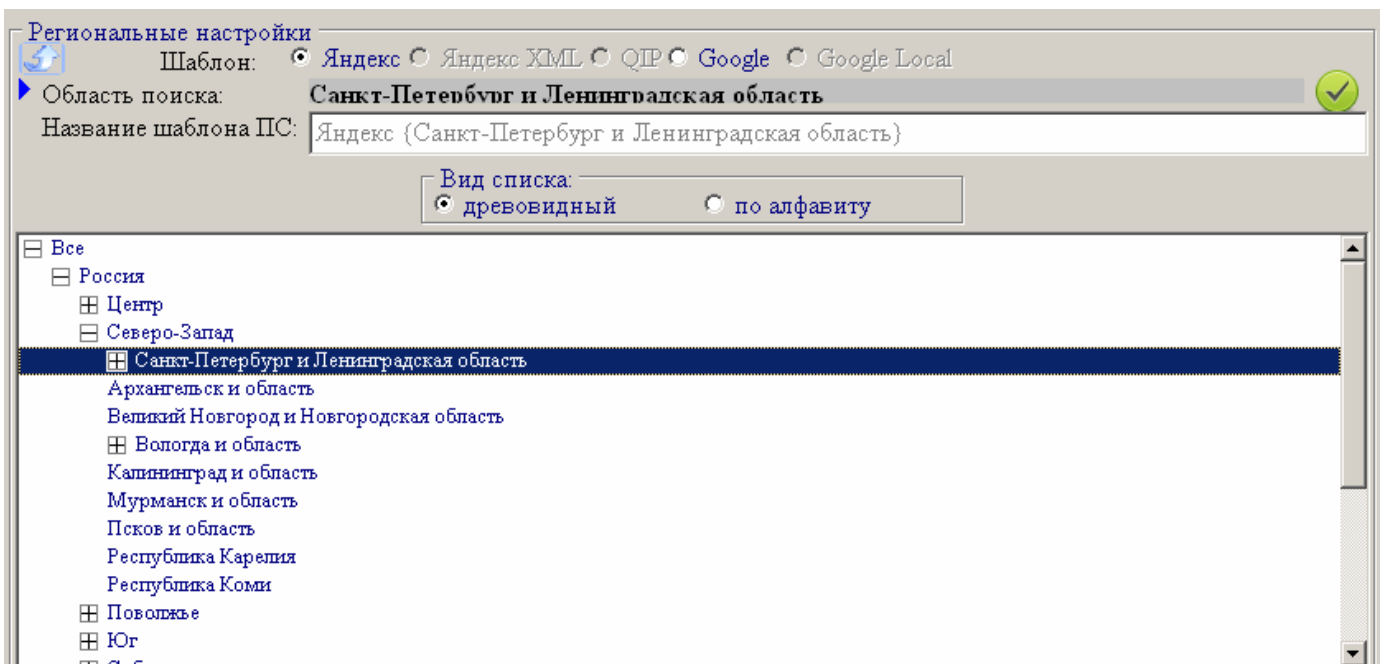 Региональные настройки
Шаблон: Яндекс Яндекс XML QIP Google Google Local
Область поиска: Санкт-Петербург и Ленинградская область
Название шаблона ПС: Яндекс {Санкт-Петербург и Ленинградская область}
Вид списка:
древовидный по алфавиту
Все
Россия
Центр
Северо-Запад
Санкт-Петербург и Ленинградская область
Архангельск и область
Великий Новгород и Новгородская область
Вологда и область
Калининград и область
Мурманск и область
Псков и область
Республика Карелия
Республика Коми
Поволжье
Юг